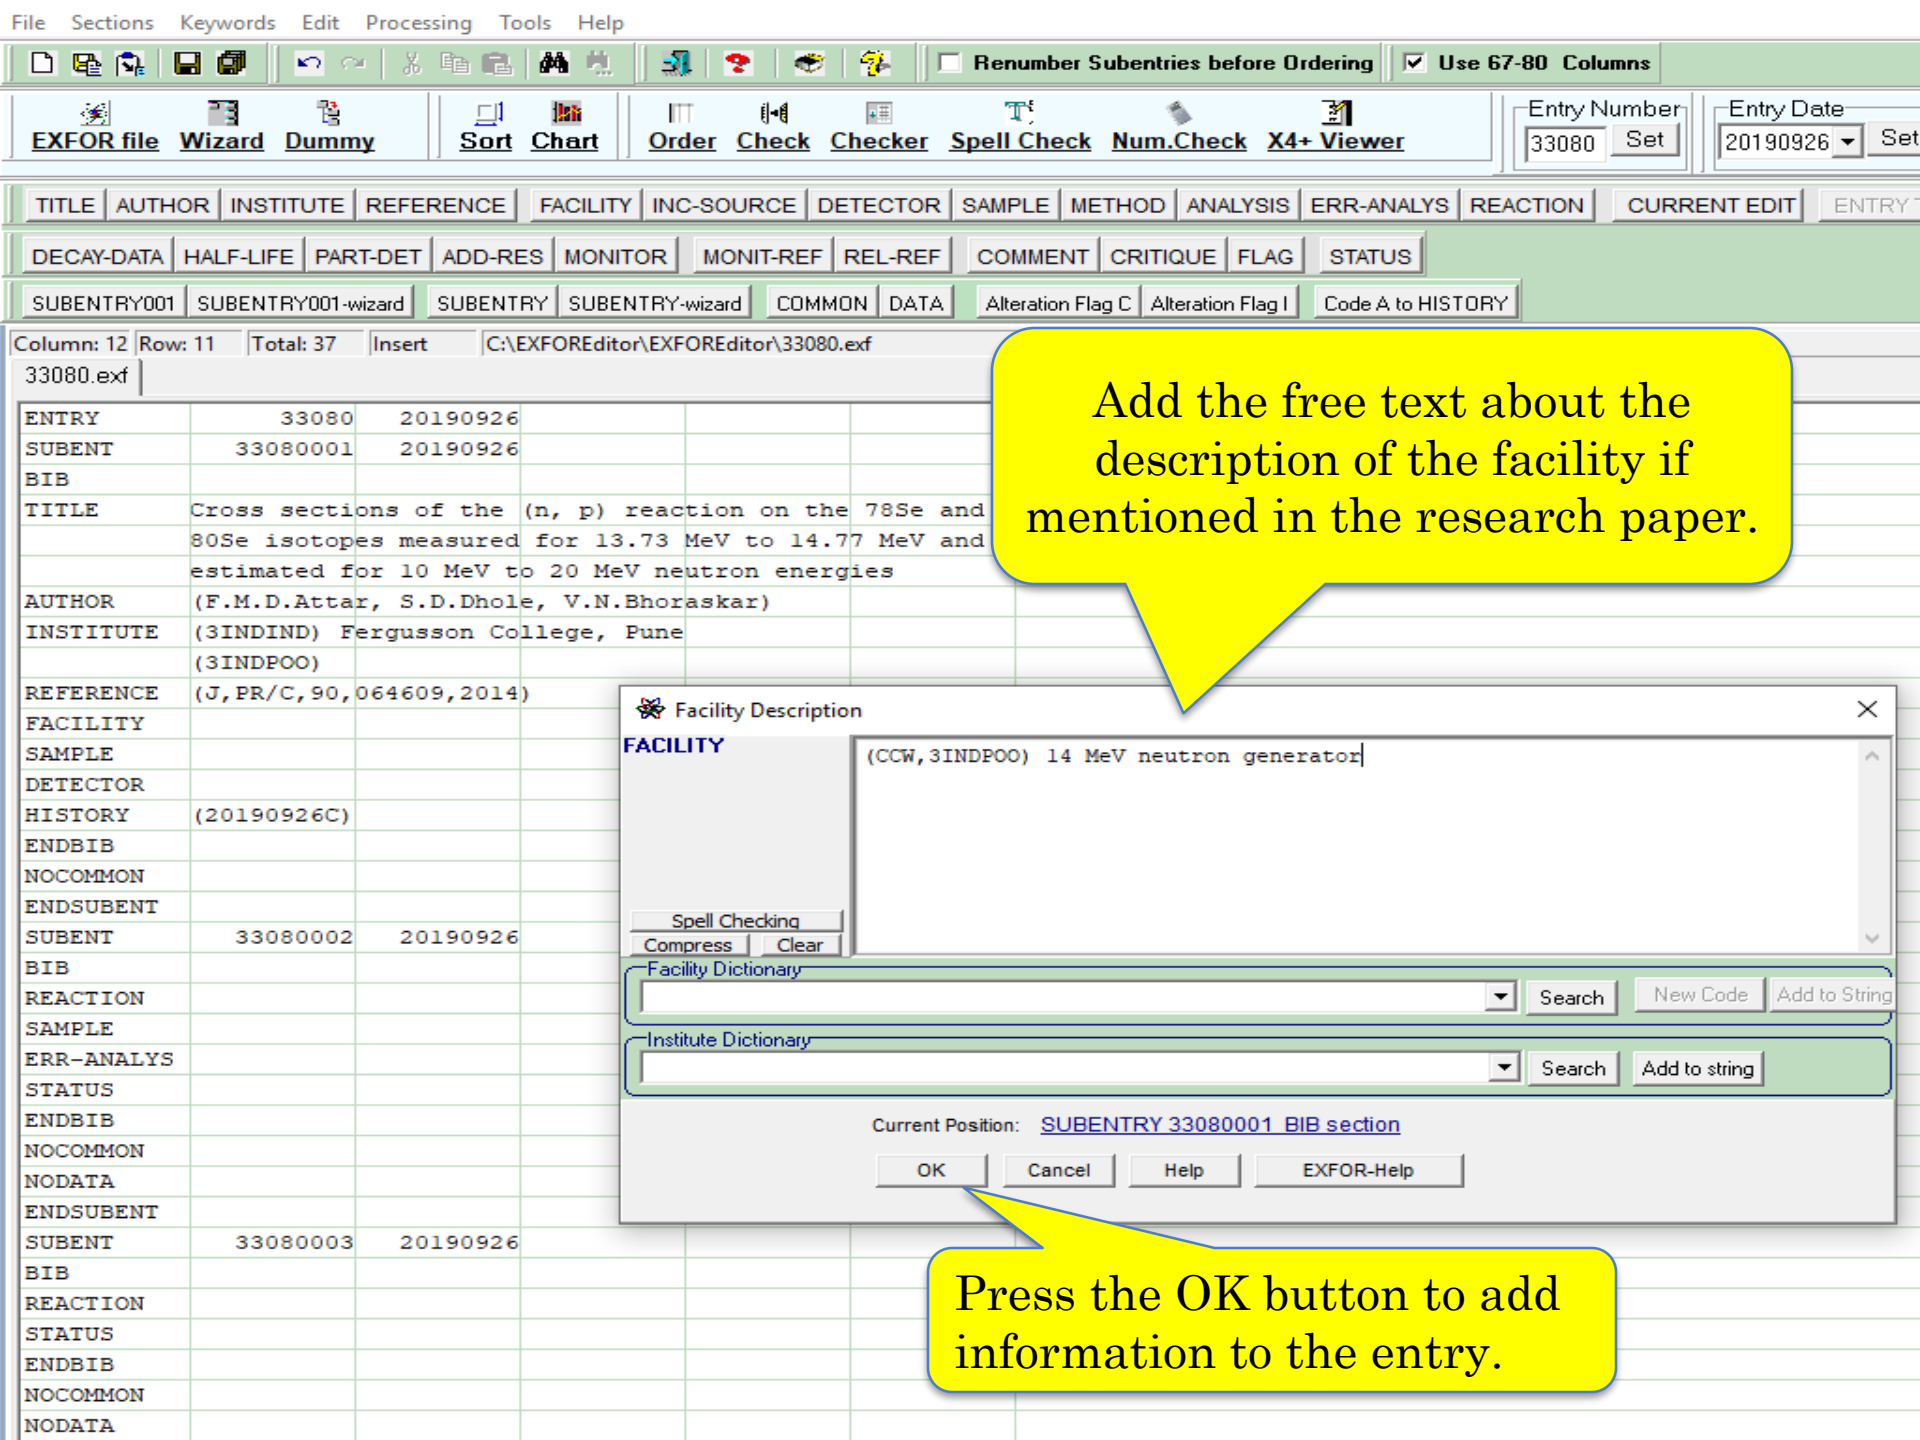 File Sections Keywords Edit Processing Tools Help
Renumber Subentries before Ordering Use 67-80 Columns
EXFOR file Wizard Dummy Sort Chart Order Check Checker Spell Check Num.Check X4+ Viewer
Entry Number
33080 Set
Entry Date
20190926 Set
TITLE AUTHOR INSTITUTE REFERENCE FACILITY INC-SOURCE DETECTOR SAMPLE METHOD ANALYSIS ERR-ANALYS REACTION CURRENT EDIT ENTRY
DECAY-DATA HALF-LIFE PART-DET ADD-RES MONITOR MONIT-REF REL-REF COMMENT CRITIQUE FLAG STATUS
SUBENTRY001 SUBENTRY001-wizard SUBENTRY SUBENTRY-wizard COMMON DATA Alteration Flag C Alteration Flag I Code A to HISTORY
Column: 12 Row: 11 Total: 37 Insert C:\EXFOREditor\EXFOREditor\33080.exf
33080.exf
Add the free text about the
description of the facility if
mentioned in the research paper.
ENTRY 33080 20190926
SUBENT 33080001 20190926
BIB
TITLE Cross sections of the (n, p) reaction on the 78Se and
80Se isotopes measured for 13.73 MeV to 14.77 MeV and
estimated for 10 MeV to 20 MeV neutron energies
AUTHOR (F.M.D.Attar, S.D.Dhole, V.N.Bhoraskar)
INSTITUTE (3INDIND) Fergusson College, Pune
(3INDPOO)
REFERENCE (J,PR/C,90,064609,2014)
FACILITY
SAMPLE
DETECTOR
HISTORY (20190926C)
ENDBIB
NOCOMMON
ENDSUBENT
SUBENT 33080002 20190926
BIB
REACTION
SAMPLE
ERR-ANALYS
STATUS
ENDBIB
NOCOMMON
NODATA
ENDSUBENT
SUBENT 33080003 20190926
BIB
REACTION
STATUS
ENDBIB
NOCOMMON
NODATA
Facility Description
FACILITY
(CCW,3INDPOO) 14 MeV neutron generator
Spell Checking
Compress Clear
Facility Dictionary
Search New Code Add to String
Institute Dictionary
Search Add to string
Current Position: SUBENTRY 33080001 BIB section
OK Cancel Help EXFOR-Help
Press the OK button to add
information to the entry.